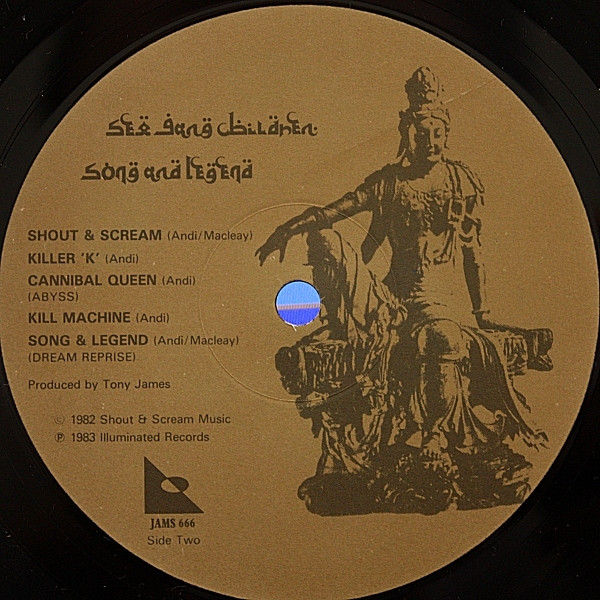 Sex Gang Children.
Song and Legend
SHOUT & SCREAM (Andi/Macleay)
KILLER 'K' (Andi)
CANNIBAL QUEEN (Andi)
(ABYSS)
KILL MACHINE (Andi)
SONG & LEGEND (Andi/Macleay)
(DREAM REPRISE)
Produced by Tony James
© 1982 Shout & Scream Music
℗ 1983 Illuminated Records
JAMS 666
Side Two